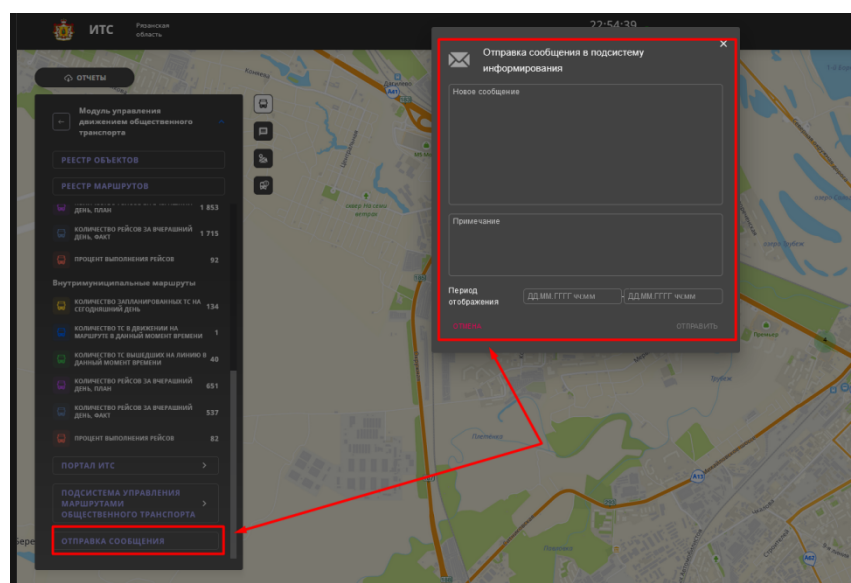 ИТС
Рязанская
область
22:54:39
ОТЧЕТЫ
Модуль управления
движением общественного
транспорта
РЕЕСТР ОБЪЕКТОВ
РЕЕСТР МАРШРУТОВ
ДЕНЬ, ПЛАН
1 853
КОЛИЧЕСТВО РЕЙСОВ ЗА ВЧЕРАШНИЙ
ДЕНЬ, ФАКТ
1 715
ПРОЦЕНТ ВЫПОЛНЕНИЯ РЕЙСОВ
92
Внутримуниципальные маршруты
КОЛИЧЕСТВО ЗАПЛАНИРОВАННЫХ ТС НА
СЕГОДНЯШНИЙ ДЕНЬ
134
КОЛИЧЕСТВО ТС В ДВИЖЕНИИ НА
МАРШРУТЕ В ДАННЫЙ МОМЕНТ ВРЕМЕНИ
1
КОЛИЧЕСТВО ТС ВЫШЕДШИХ НА ЛИНИЮ В
ДАННЫЙ МОМЕНТ ВРЕМЕНИ
40
КОЛИЧЕСТВО РЕЙСОВ ЗА ВЧЕРАШНИЙ
ДЕНЬ, ПЛАН
651
КОЛИЧЕСТВО РЕЙСОВ ЗА ВЧЕРАШНИЙ
ДЕНЬ, ФАКТ
537
ПРОЦЕНТ ВЫПОЛНЕНИЯ РЕЙСОВ
82
ПОРТАЛ ИТС
ПОДСИСТЕМА УПРАВЛЕНИЯ
МАРШРУТАМИ
ОБЩЕСТВЕННОГО ТРАНСПОРТА
ОТПРАВКА СООБЩЕНИЯ
Отправка сообщения в подсистему
информирования
Новое сообщение
Примечание
Период
отображения
ДД.ММ.ГГГГ чч:мм
-
ДД.ММ.ГГГГ чч:мм
ОТМЕНА
ОТПРАВИТЬ
Трубеж
Плетёнка